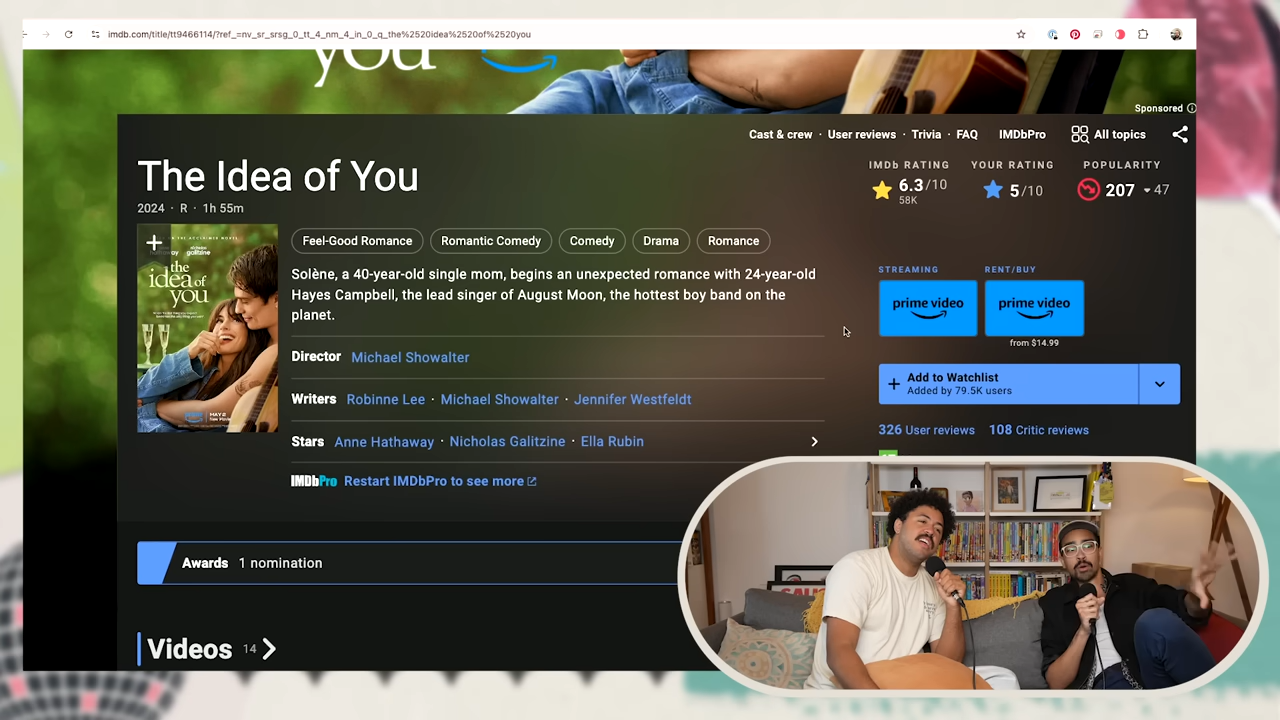 imdb.com/title/tt9466114/?ref_=nv_sr_srsg_0_tt_4_nm_4_in_0_q_the%2520idea%2520of%2520you
you
Sponsored
Cast & crew · User reviews · Trivia · FAQ IMDbPro All topics
The Idea of You
2024 · R · 1h 55m
IMDb RATING YOUR RATING POPULARITY
6.3/10 5/10 207 47
58K
the
idea of
you
MAY 2
Feel-Good Romance Romantic Comedy Comedy Drama Romance
Solène, a 40-year-old single mom, begins an unexpected romance with 24-year-old
Hayes Campbell, the lead singer of August Moon, the hottest boy band on the
planet.
STREAMING RENT/BUY
prime video prime video
from $14.99
Director Michael Showalter
Add to Watchlist
Added by 79.5K users
Writers Robinne Lee · Michael Showalter · Jennifer Westfeldt
326 User reviews 108 Critic reviews
Stars Anne Hathaway · Nicholas Galitzine · Ella Rubin
IMDbPro Restart IMDbPro to see more
Awards 1 nomination
Videos 14